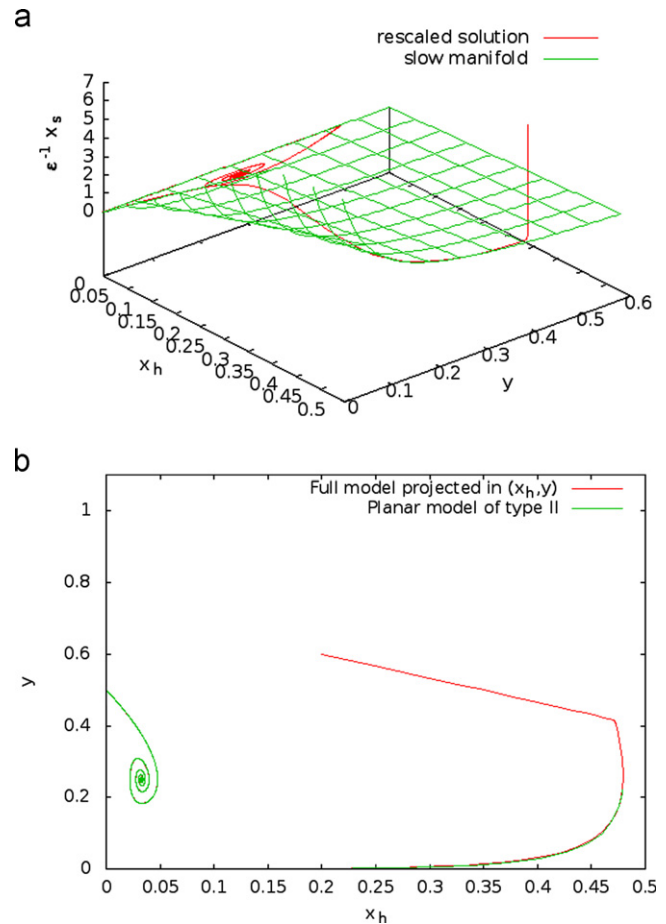 a
rescaled solution
slow manifold
ε⁻¹ xₛ
7
6
5
4
3
2
1
0
0
0.05
0.1
0.15
0.2
0.25
0.3
0.35
0.4
0.45
0.5
x_h
0
0.1
0.2
0.3
0.4
0.5
0.6
y
b
Full model projected in (x_h,y)
Planar model of type II
1
0.8
0.6
0.4
0.2
0
y
0 0.05 0.1 0.15 0.2 0.25 0.3 0.35 0.4 0.45 0.5
x_h